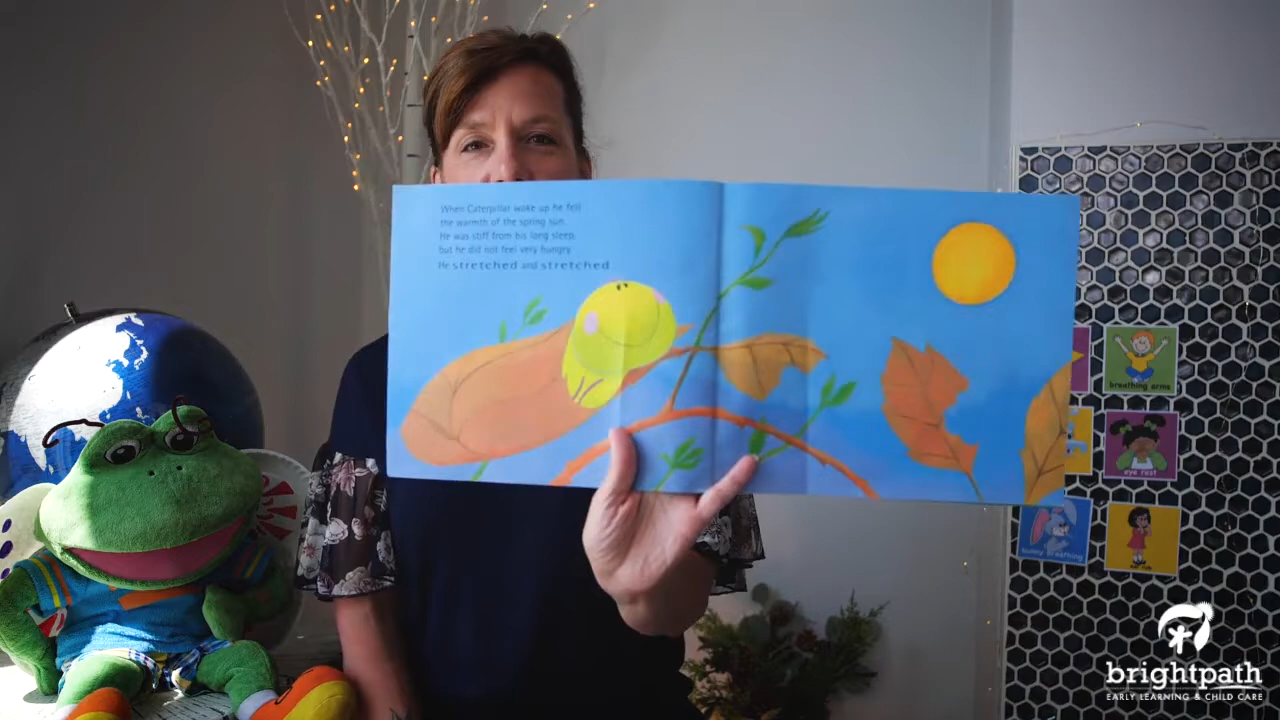 When Caterpillar woke up he felt
the warmth of the spring sun.
He was stiff from his long sleep,
but he did not feel very hungry.
He stretched and stretched
breathing arms
eye rest
bunny breathing
ear rub
brightpath
EARLY LEARNING & CHILD CARE